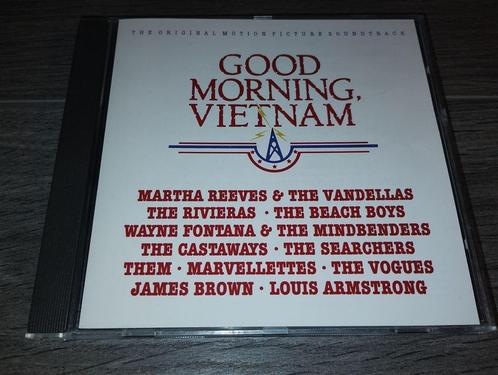 THE ORIGINAL MOTION PICTURE SOUNDTRACK
GOOD
MORNING,
VIETNAM
MARTHA REEVES & THE VANDELLAS
THE RIVIERAS · THE BEACH BOYS
WAYNE FONTANA & THE MINDBENDERS
THE CASTAWAYS · THE SEARCHERS
THEM · MARVELLETTES · THE VOGUES
JAMES BROWN · LOUIS ARMSTRONG